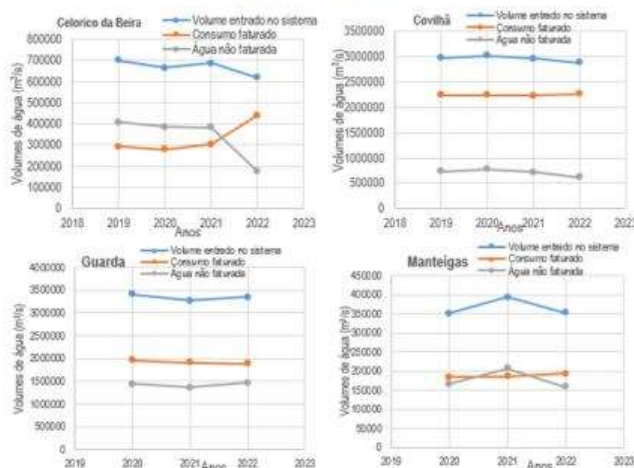 Celorico da Beira
Volume entrado no sistema
Consumo faturado
Água não faturada
Volumes de água (m³/s)
800000
700000
600000
500000
400000
300000
200000
100000
0
2018 2019 2020 2021 2022 2023
Anos
Covilhã
Volume entrado no sistema
Consumo faturado
Água não faturada
Volumes de água (m³/s)
3500000
3000000
2500000
2000000
1500000
1000000
500000
0
2018 2019 2020 2021 2022 2023
Anos
Guarda
Volume entrado no sistema
Consumo faturado
Água não faturada
Volumes de água (m³/s)
4000000
3500000
3000000
2500000
2000000
1500000
1000000
500000
0
2019 2020 2021 2022 2023
Anos
Manteigas
Volume entrado no sistema
Consumo faturado
Água não faturada
Volumes de água (m³/s)
450000
400000
350000
300000
250000
200000
150000
100000
50000
0
2019 2020 2021 2022 2023
Anos